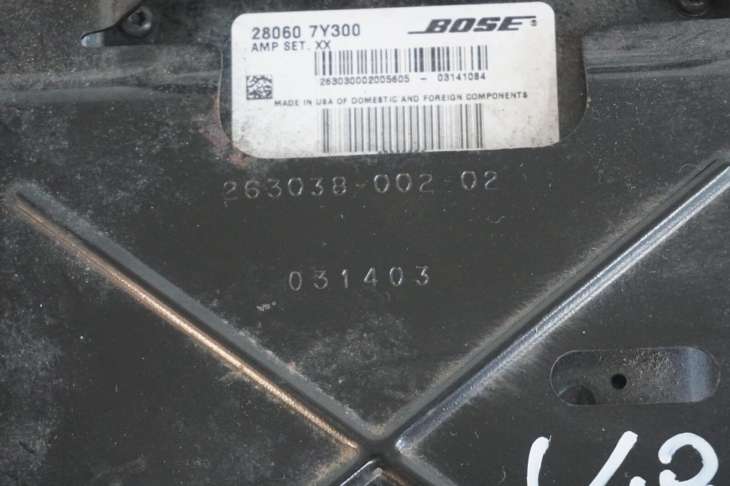 28060 7Y300 BOSE
AMP SET. XX
263030002005605 - 03141084
MADE IN USA OF DOMESTIC AND FOREIGN COMPONENTS
263038-002-02
031403